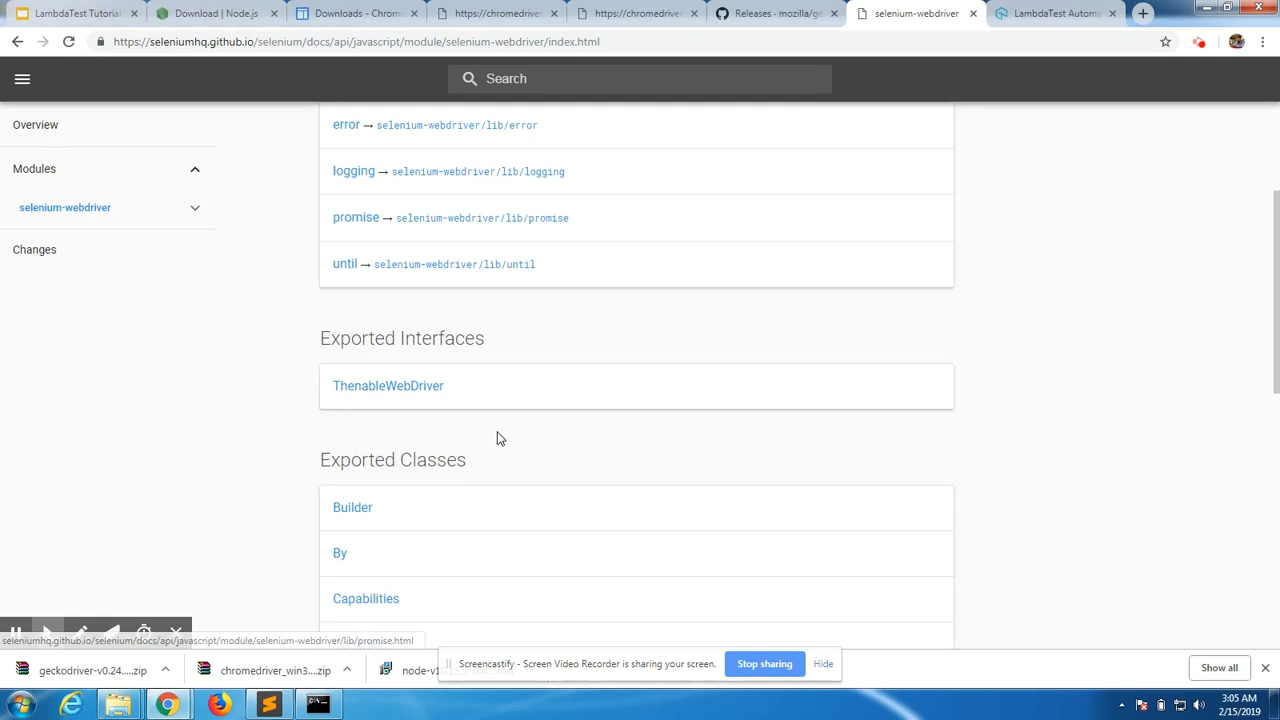 LambdaTest Tutorial
Download | Node.js
Downloads - Chrom
https://chromedriver
https://chromedriver.
Releases · mozilla/ge
selenium-webdriver
LambdaTest Automa
https://seleniumhq.github.io/selenium/docs/api/javascript/module/selenium-webdriver/index.html
Search
Overview
Modules
selenium-webdriver
Changes
error → selenium-webdriver/lib/error
logging → selenium-webdriver/lib/logging
promise → selenium-webdriver/lib/promise
until → selenium-webdriver/lib/until
Exported Interfaces
ThenableWebDriver
Exported Classes
Builder
By
Capabilities
seleniumhq.github.io/selenium/docs/api/javascript/module/selenium-webdriver/lib/promise.html
geckodriver-v0.24....zip
chromedriver_win3....zip
Screencastify - Screen Video Recorder is sharing your screen.
Stop sharing
Hide
Show all
3:05 AM
2/15/2019